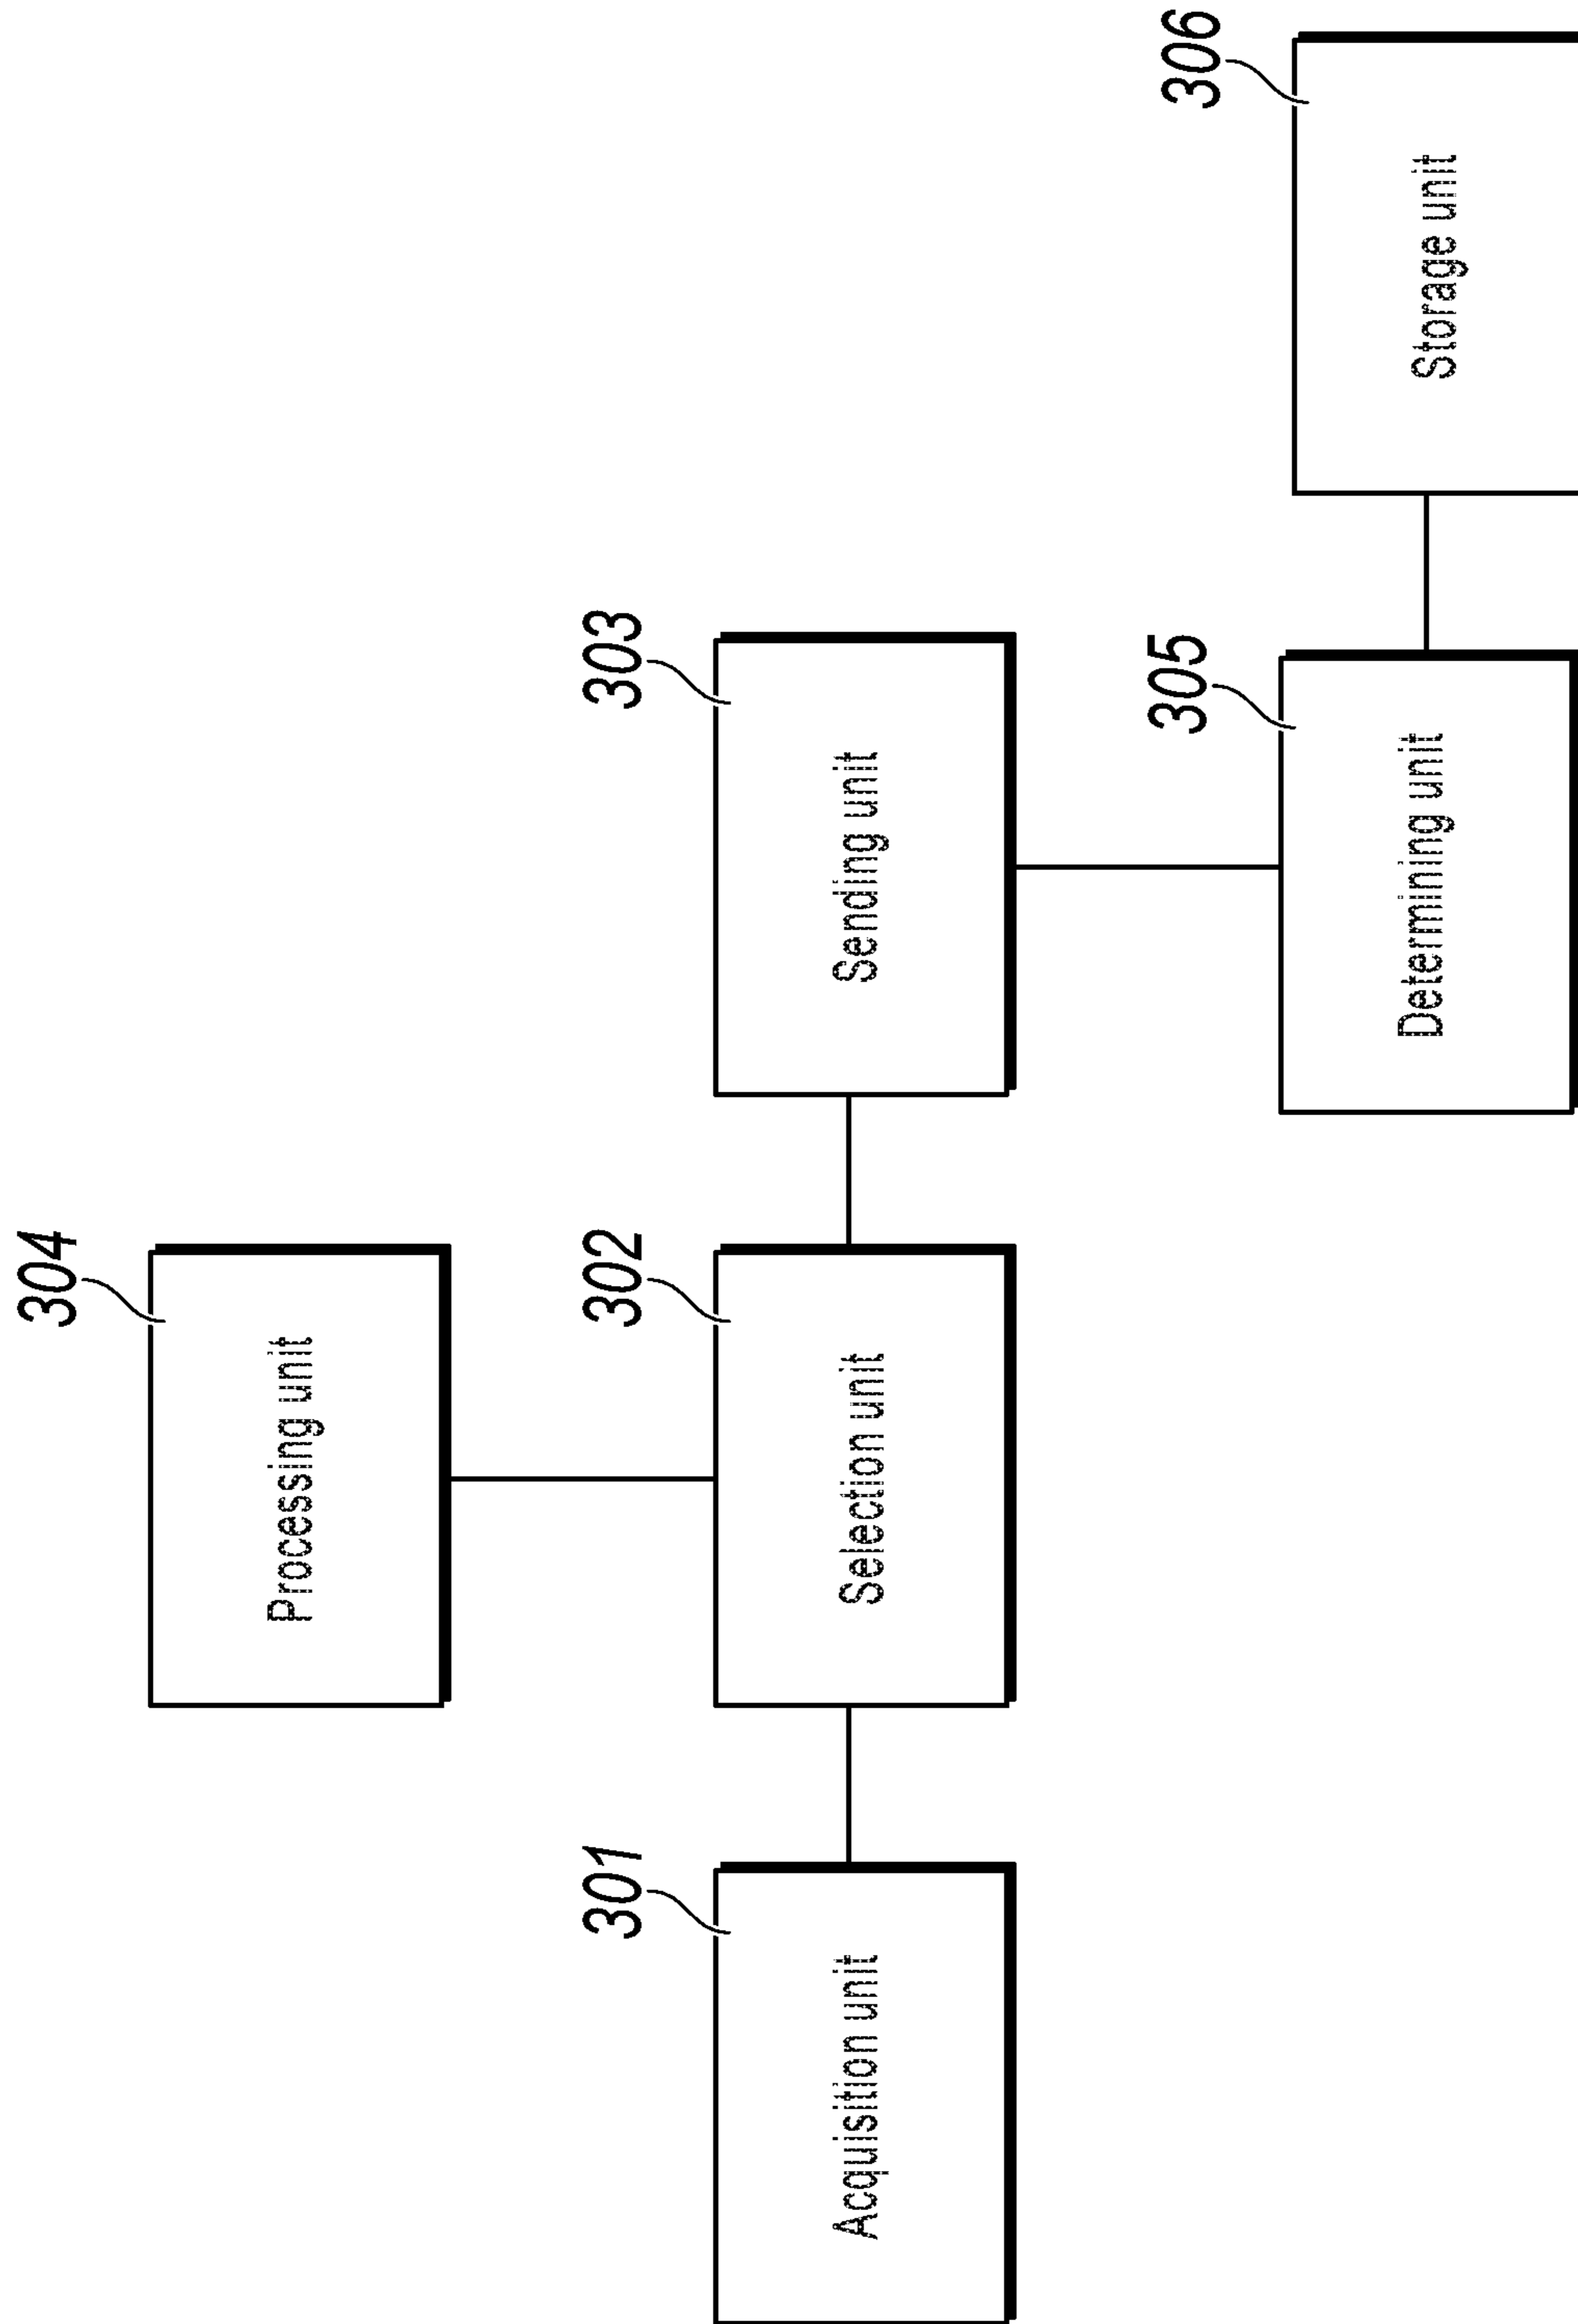 304
Processing unit
301
302
303
Acquisition unit
Selection unit
Sending unit
305
306
Determining unit
Storage unit